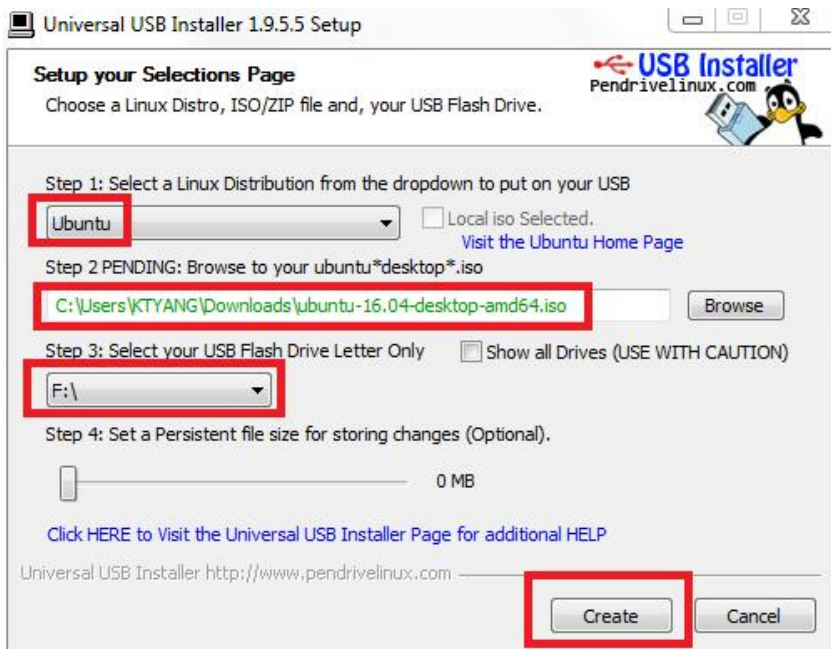 Universal USB Installer 1.9.5.5 Setup
Setup your Selections Page
Choose a Linux Distro, ISO/ZIP file and, your USB Flash Drive.
USB Installer
Pendrivelinux.com
Step 1: Select a Linux Distribution from the dropdown to put on your USB
Ubuntu
Local iso Selected.
Visit the Ubuntu Home Page
Step 2 PENDING: Browse to your ubuntu*desktop*.iso
C:\Users\KTYANG\Downloads\ubuntu-16.04-desktop-amd64.iso
Browse
Step 3: Select your USB Flash Drive Letter Only
Show all Drives (USE WITH CAUTION)
F:\
Step 4: Set a Persistent file size for storing changes (Optional).
0 MB
Click HERE to Visit the Universal USB Installer Page for additional HELP
Universal USB Installer http://www.pendrivelinux.com
Create
Cancel